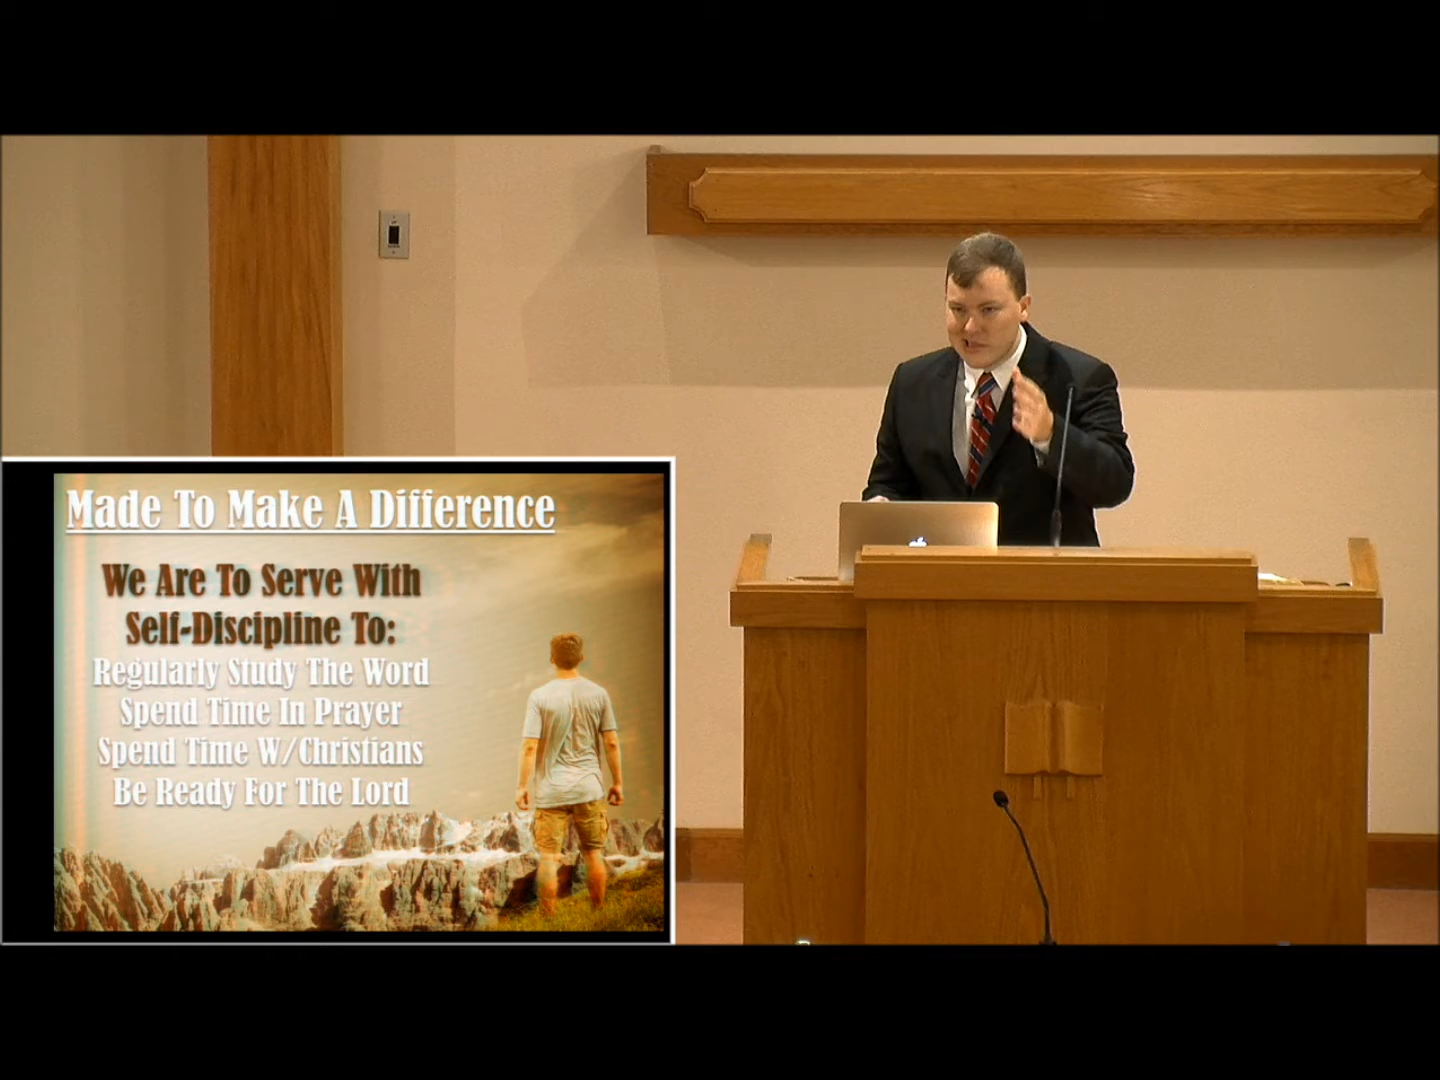 Made To Make A Difference
We Are To Serve With
Self-Discipline To:
Regularly Study The Word
Spend Time In Prayer
Spend Time W/Christians
Be Ready For The Lord